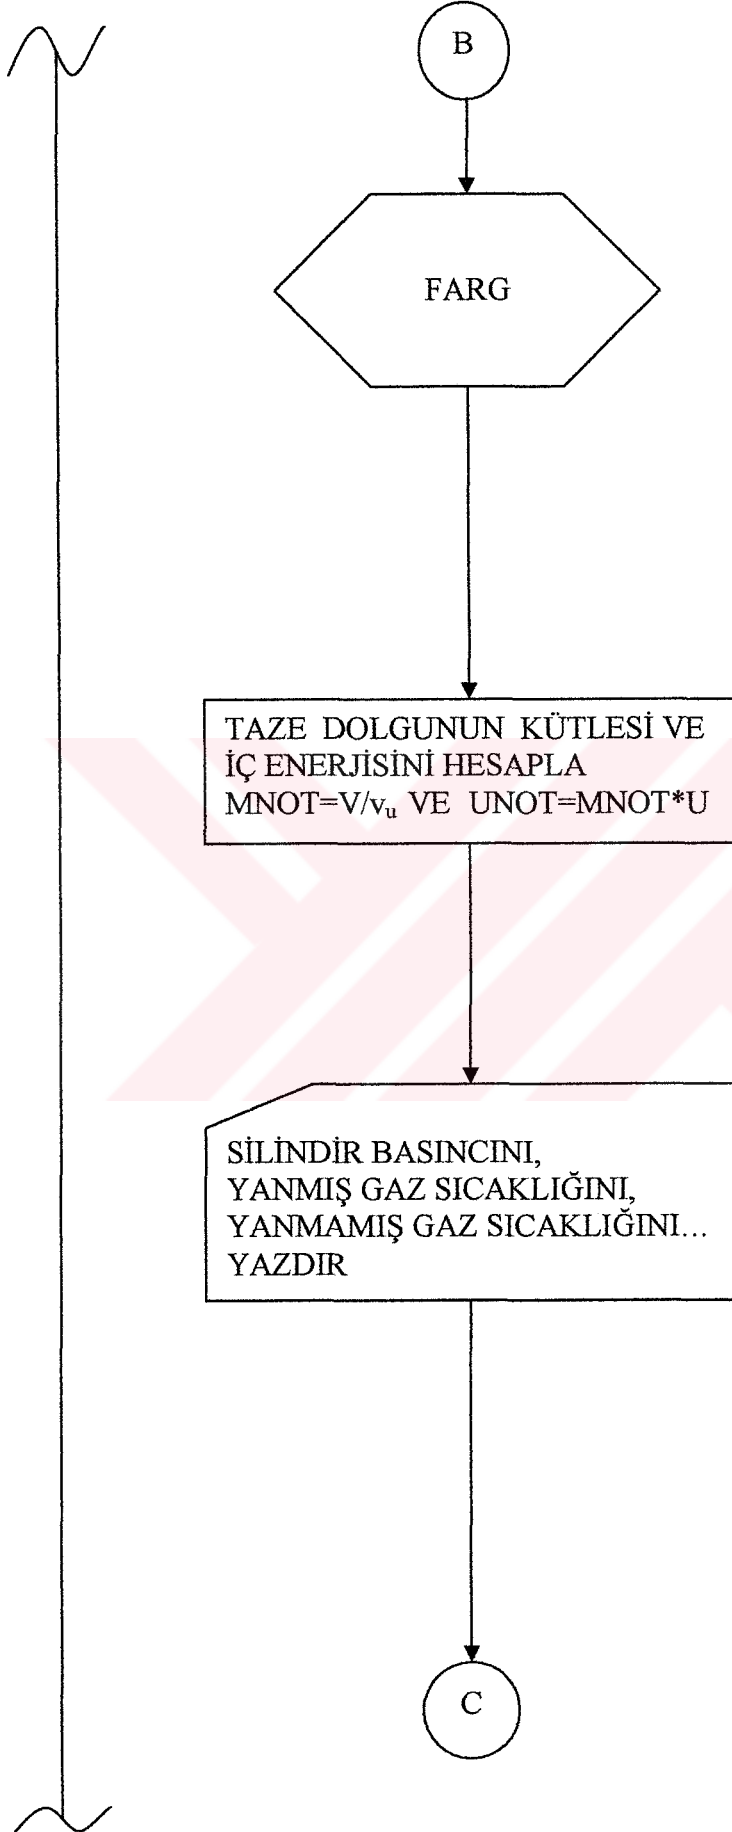 B
FARG
TAZE DOLGUNUN KÜTLESİ VE
İÇ ENERJİSİNİ HESAPLA
MNOT=V/vᵤ VE UNOT=MNOT*U
SİLİNDİR BASINCINI,
YANMIŞ GAZ SICAKLIĞINI,
YANMAMIŞ GAZ SICAKLIĞINI...
YAZDIR
C